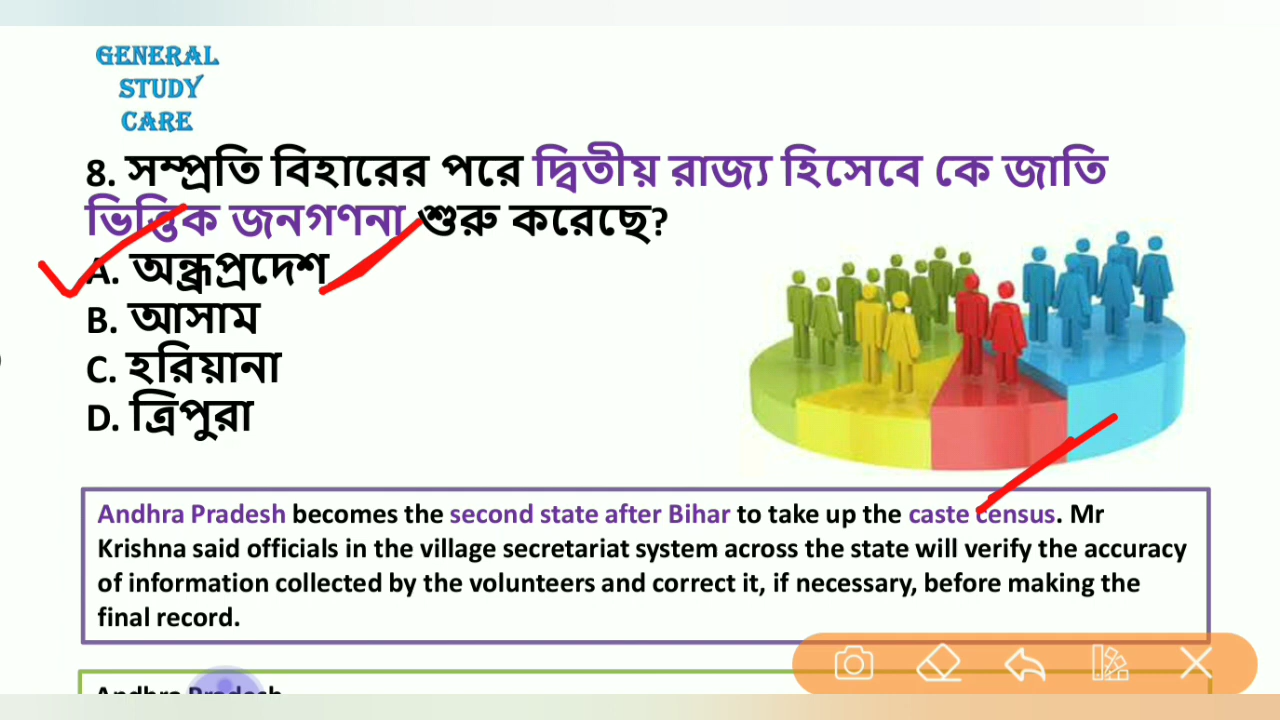 GENERAL
STUDY
CARE
8. সম্প্রতি বিহারের পরে দ্বিতীয় রাজ্য হিসেবে কে জাতি
ভিত্তিক জনগণনা শুরু করেছে?
A. অন্ধ্রপ্রদেশ
B. আসাম
C. হরিয়ানা
D. ত্রিপুরা
Andhra Pradesh becomes the second state after Bihar to take up the caste census. Mr
Krishna said officials in the village secretariat system across the state will verify the accuracy
of information collected by the volunteers and correct it, if necessary, before making the
final record.
Andhra Pradesh